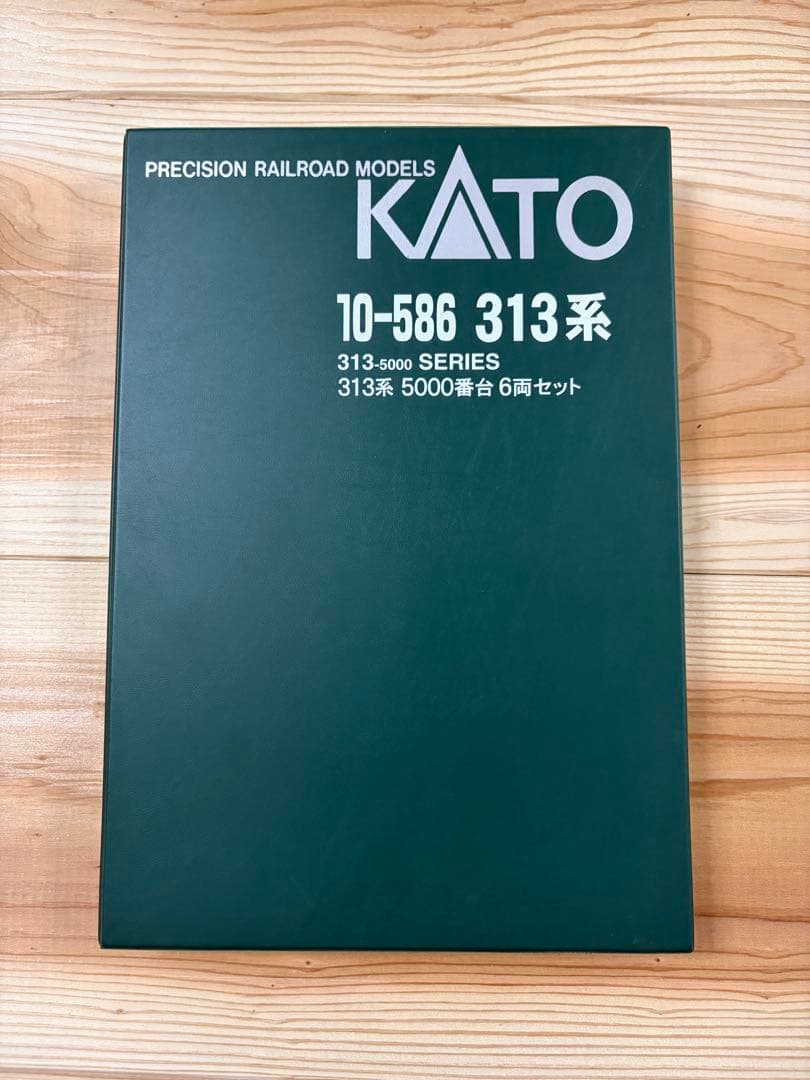 PRECISION RAILROAD MODELS
KATO
10-586 313系
313-5000 SERIES
313系 5000番台 6両セット